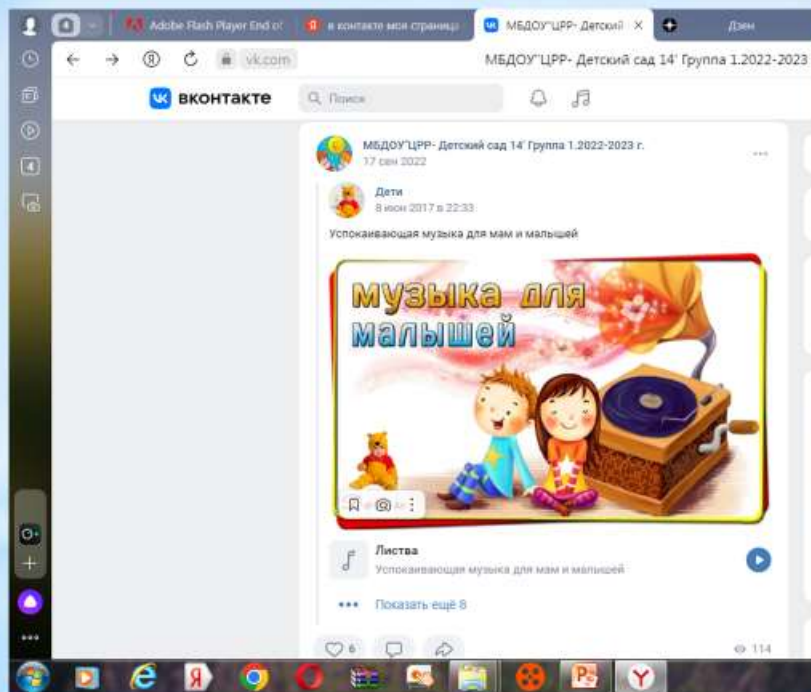 Adobe Flash Player End of
в контакте моя страница
МБДОУ"ЦРР- Детский
Дзен
vk.com
МБДОУ"ЦРР- Детский сад 14' Группа 1.2022-2023
вконтакте
Поиск
МБДОУ"ЦРР- Детский сад 14' Группа 1.2022-2023 г.
17 сен 2022
Дети
8 июн 2017 в 22:33
Успокаивающая музыка для мам и малышей
музыка для
малышей
Листва
Успокаивающая музыка для мам и малышей
Показать ещё 8
6
114